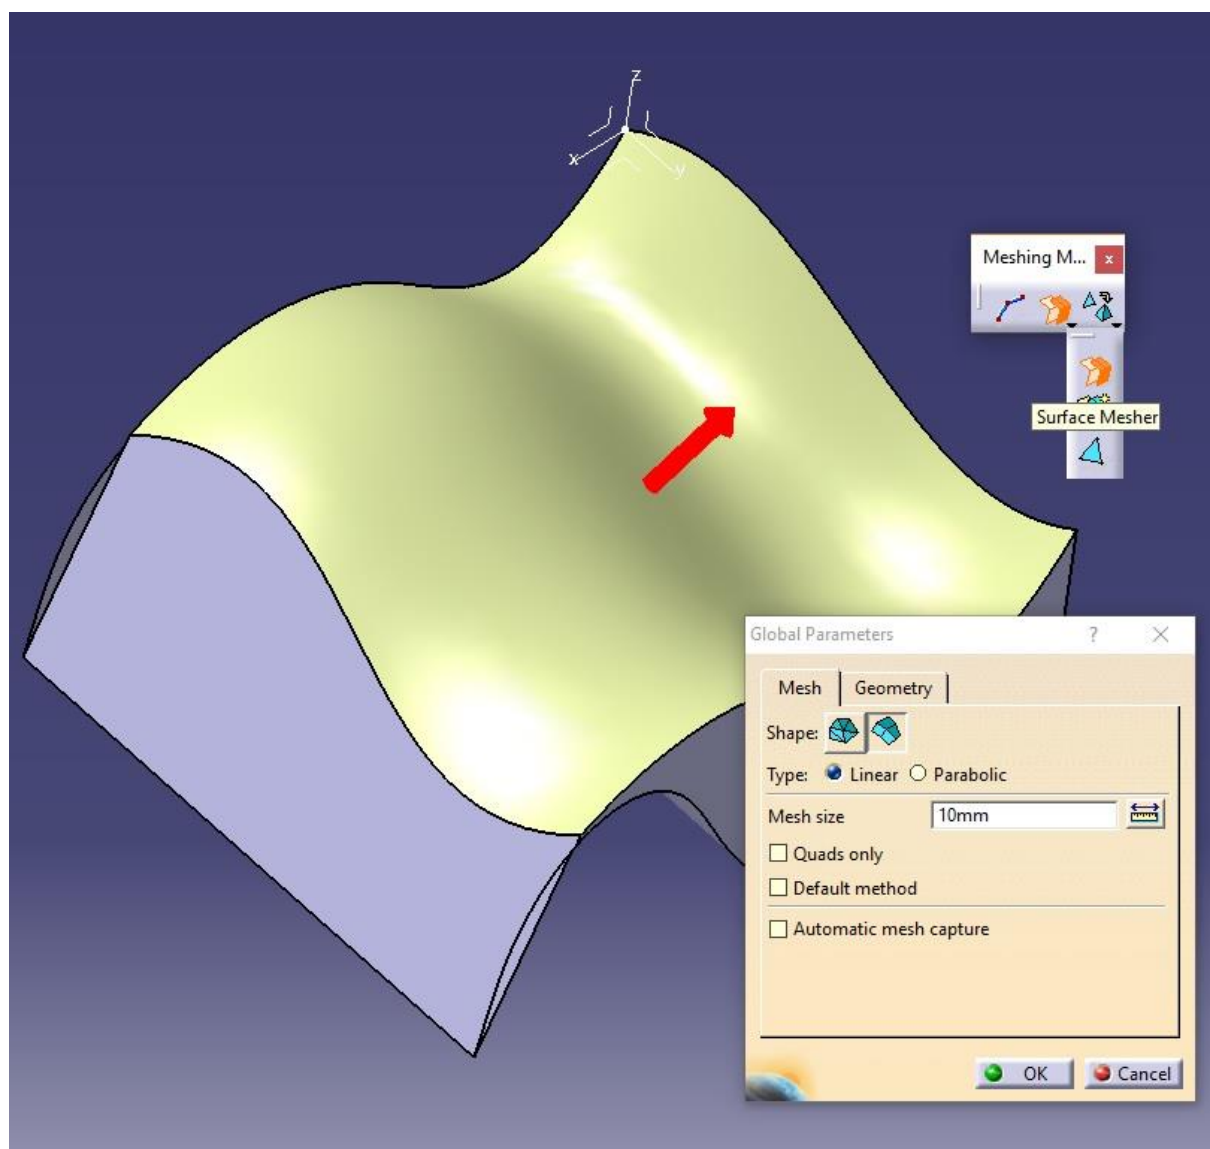 z
x
y
Meshing M... x
Surface Mesher
Global Parameters ?
Mesh Geometry
Shape:
Type: Linear Parabolic
Mesh size 10mm
Quads only
Default method
Automatic mesh capture
OK Cancel